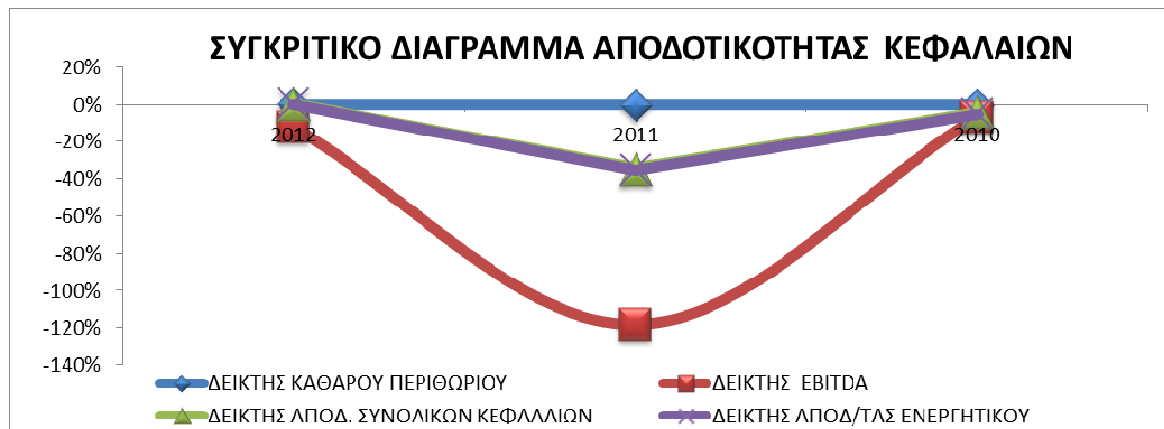 ΣΥΓΚΡΙΤΙΚΟ ΔΙΑΓΡΑΜΜΑ ΑΠΟΔΟΤΙΚΟΤΗΤΑΣ ΚΕΦΑΛΑΙΩΝ
20%
0%
-20%
-40%
-60%
-80%
-100%
-120%
-140%
2012 2011 2010
ΔΕΙΚΤΗΣ ΚΑΘΑΡΟΥ ΠΕΡΙΘΩΡΙΟΥ ΔΕΙΚΤΗΣ EBITDA
ΔΕΙΚΤΗΣ ΑΠΟΔ. ΣΥΝΟΛΙΚΩΝ ΚΕΦΑΛΑΛΙΩΝ ΔΕΙΚΤΗΣ ΑΠΟΔ/ΤΑΣ ΕΝΕΡΓΗΤΙΚΟΥ